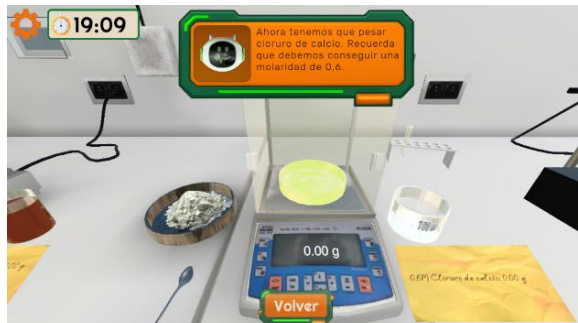 19:09
Ahora tenemos que pesar
cloruro de calcio. Recuerda
que debemos conseguir una
molaridad de 0,6.
0.00 g
0.6M Cloruro de calcio: 0.00 g
Volver